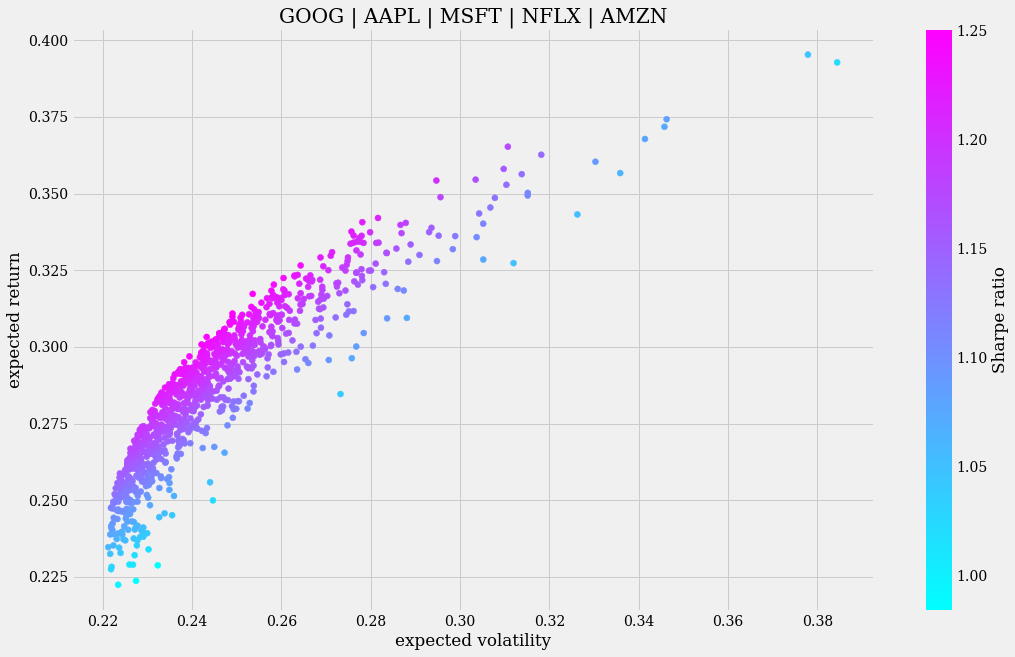 GOOG | AAPL | MSFT | NFLX | AMZN
0.400
0.375
0.350
0.325
0.300
0.275
0.250
0.225
expected return
0.22 0.24 0.26 0.28 0.30 0.32 0.34 0.36 0.38
expected volatility
1.25
1.20
1.15
1.10
1.05
1.00
Sharpe ratio